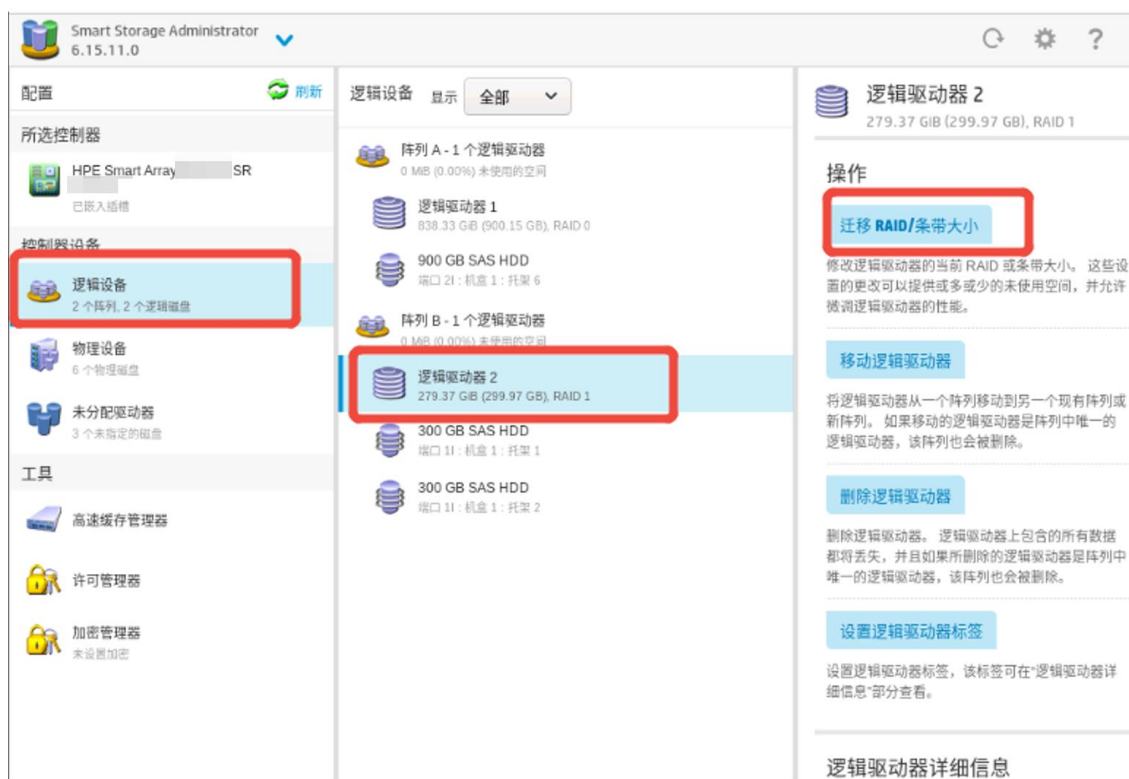 Smart Storage Administrator
6.15.11.0
配置
刷新
所选控制器
HPE Smart Array SR
已嵌入插槽
控制器设备
逻辑设备
2 个阵列, 2 个逻辑磁盘
物理设备
6 个物理磁盘
未分配驱动器
3 个未指定的磁盘
工具
高速缓存管理器
许可管理器
加密管理器
未设置加密
逻辑设备 显示 全部
阵列 A - 1 个逻辑驱动器
0 MiB (0.00%) 未使用的空间
逻辑驱动器 1
838.33 GiB (900.15 GB), RAID 0
900 GB SAS HDD
端口 2I : 机盒 1 : 托架 6
阵列 B - 1 个逻辑驱动器
0 MiB (0.00%) 未使用的空间
逻辑驱动器 2
279.37 GiB (299.97 GB), RAID 1
300 GB SAS HDD
端口 1I : 机盒 1 : 托架 1
300 GB SAS HDD
端口 1I : 机盒 1 : 托架 2
逻辑驱动器 2
279.37 GiB (299.97 GB), RAID 1
操作
迁移 RAID/条带大小
修改逻辑驱动器的当前 RAID 或条带大小。 这些设
置的更改可以提供或多或少的未使用空间，并允许
微调逻辑驱动器的性能。
移动逻辑驱动器
将逻辑驱动器从一个阵列移动到另一个现有阵列或
新阵列。 如果移动的逻辑驱动器是阵列中唯一的
逻辑驱动器，该阵列也会被删除。
删除逻辑驱动器
删除逻辑驱动器。 逻辑驱动器上包含的所有数据
都将丢失，并且如果所删除的逻辑驱动器是阵列中
唯一的逻辑驱动器，该阵列也会被删除。
设置逻辑驱动器标签
设置逻辑驱动器标签，该标签可在“逻辑驱动器详
细信息”部分查看。
逻辑驱动器详细信息